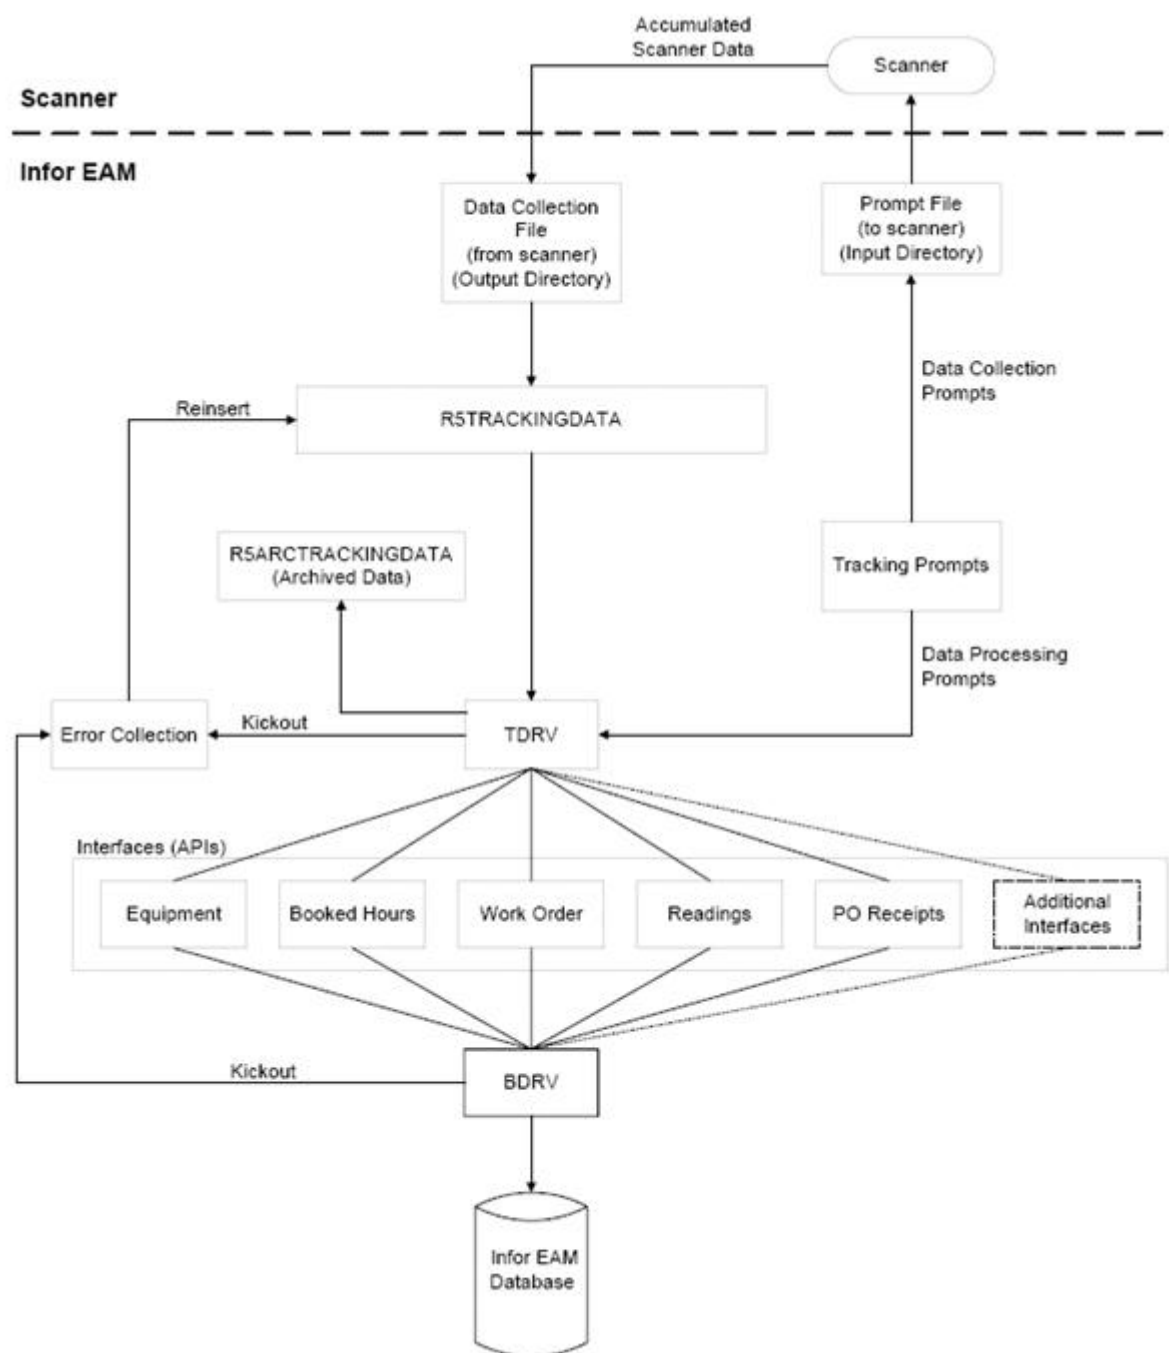 Accumulated
Scanner Data
Scanner
Scanner
Infor EAM
Data Collection
File
(from scanner)
(Output Directory)
Prompt File
(to scanner)
(Input Directory)
Data Collection
Prompts
Reinsert
R5TRACKINGDATA
R5ARCTRACKINGDATA
(Archived Data)
Tracking Prompts
Data Processing
Prompts
Error Collection
Kickout
TDRV
Interfaces (APIs)
Equipment
Booked Hours
Work Order
Readings
PO Receipts
Additional
Interfaces
Kickout
BDRV
Infor EAM
Database